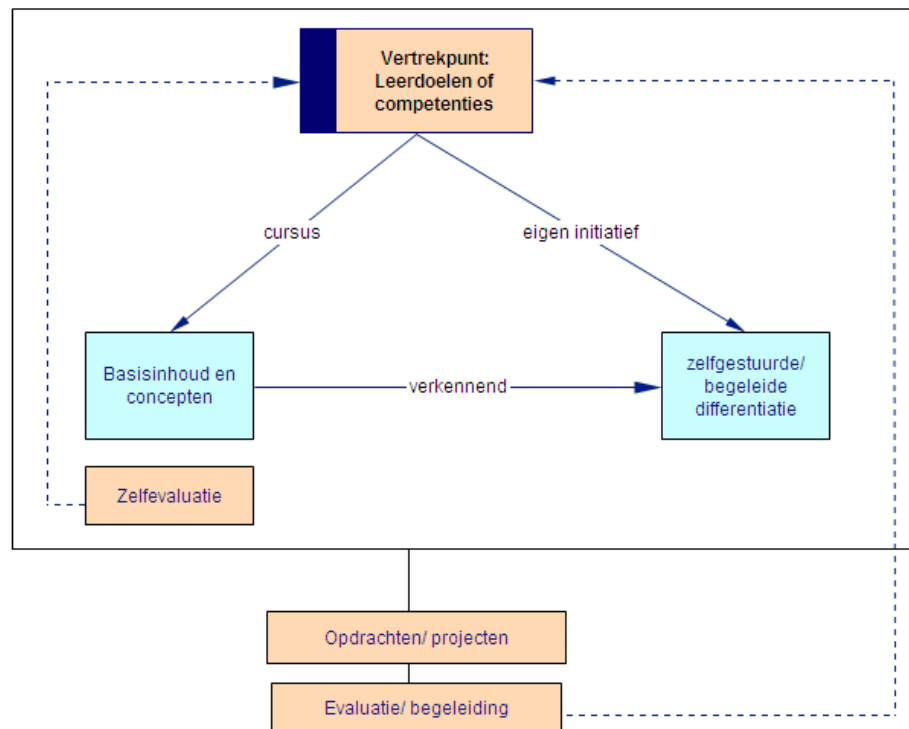 Vertrekpunt:
Leerdoelen of
competenties
cursus
eigen initiatief
Basisinhoud en
concepten
verkennend
zelfgestuurde/
begeleide
differentiatie
Zelfevaluatie
Opdrachten/ projecten
Evaluatie/ begeleiding